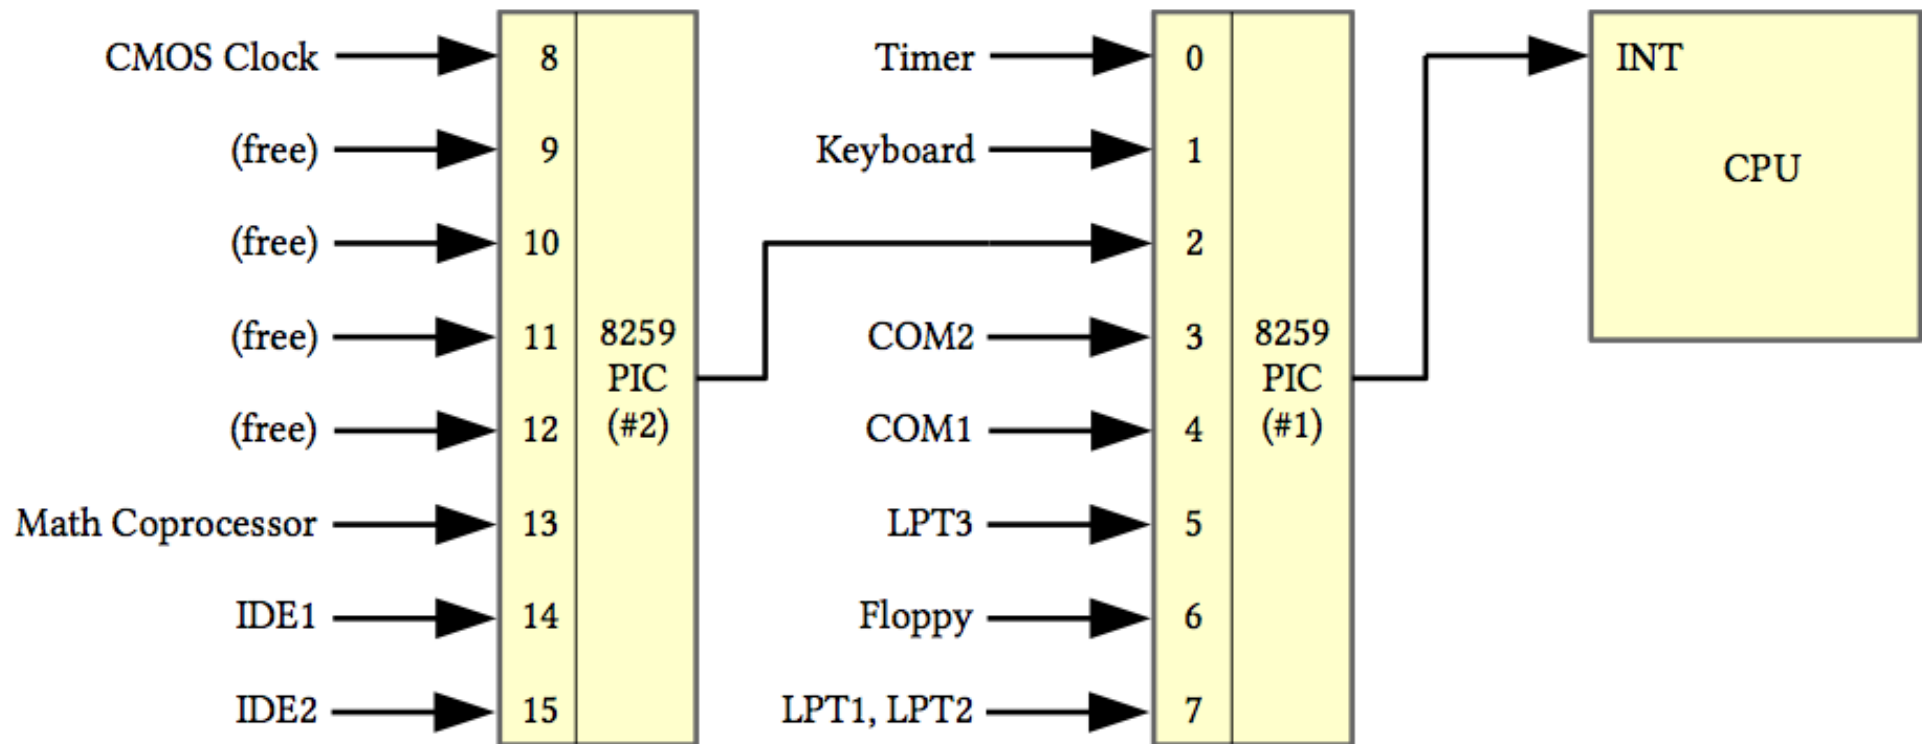 CMOS Clock 8 Timer 0 INT
(free) 9 Keyboard 1 CPU
(free) 10 2
(free) 11 8259 COM2 3 8259
PIC PIC
(free) 12 (#2) COM1 4 (#1)
Math Coprocessor 13 LPT3 5
IDE1 14 Floppy 6
IDE2 15 LPT1, LPT2 7